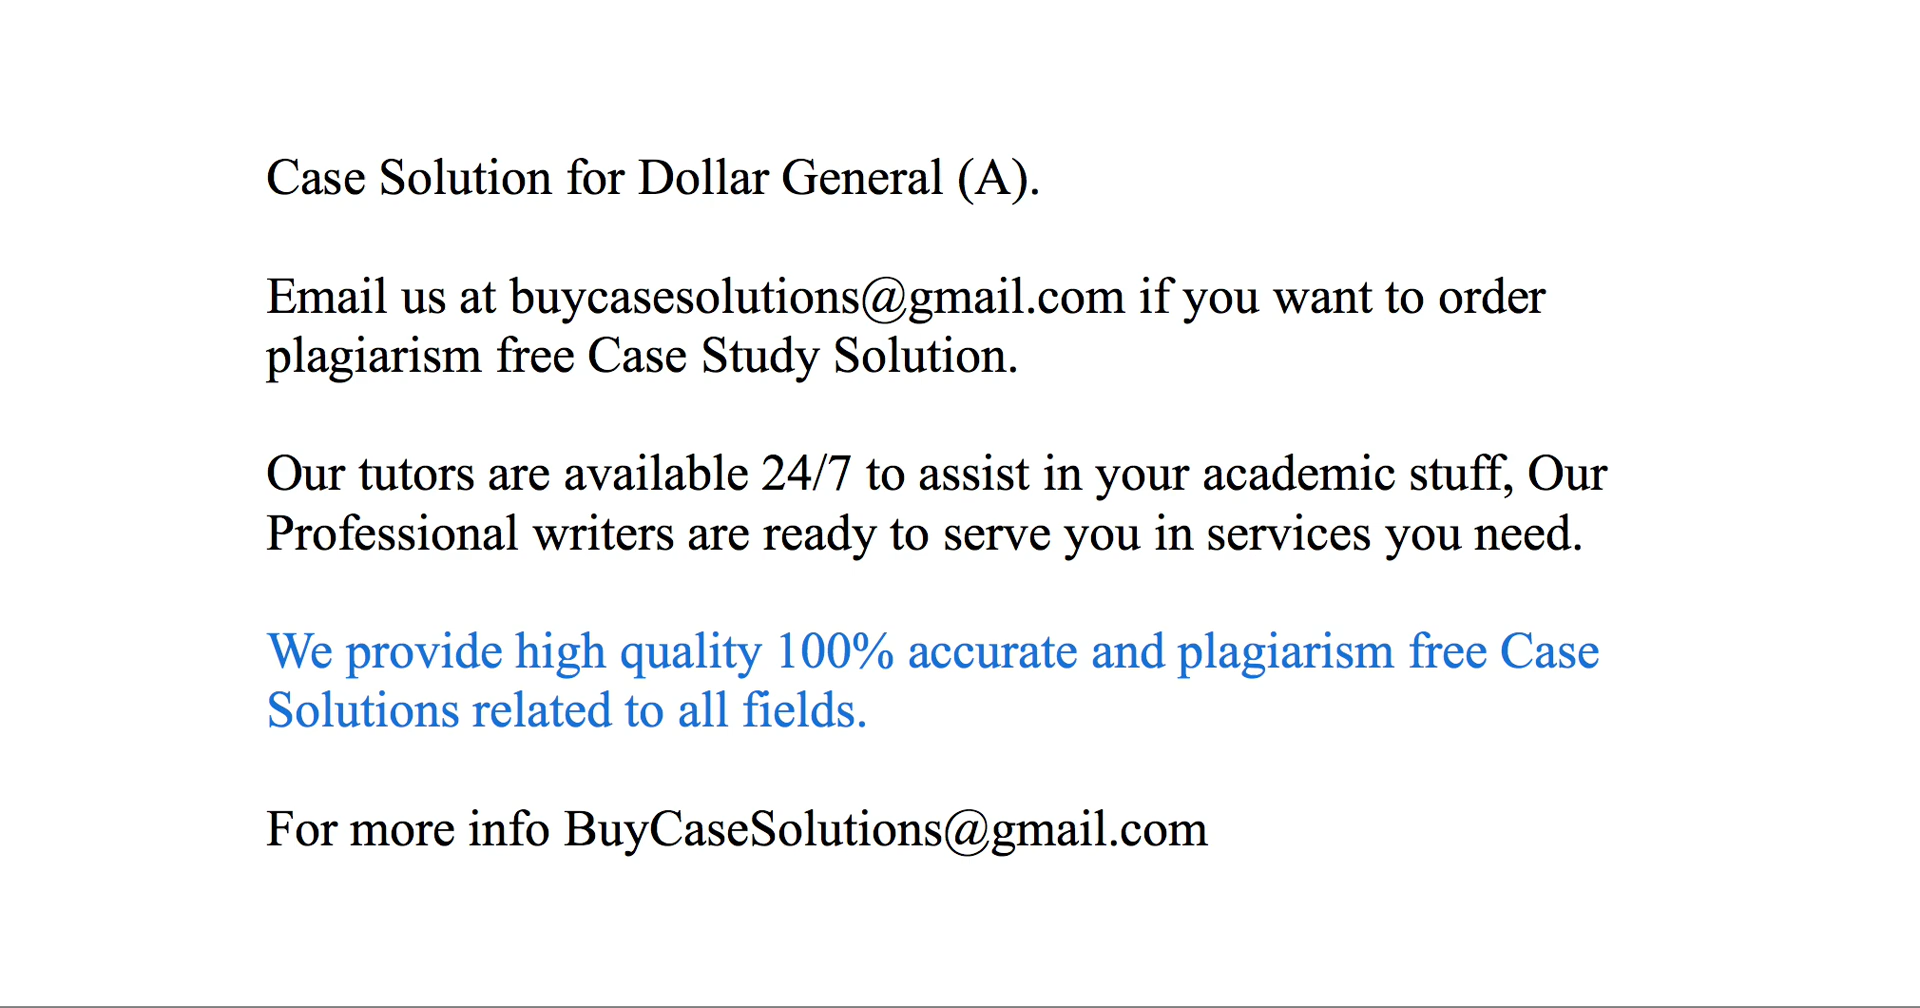 Case Solution for Dollar General (A).
Email us at buycasesolutions@gmail.com if you want to order
plagiarism free Case Study Solution.
Our tutors are available 24/7 to assist in your academic stuff, Our
Professional writers are ready to serve you in services you need.
We provide high quality 100% accurate and plagiarism free Case
Solutions related to all fields.
For more info BuyCaseSolutions@gmail.com